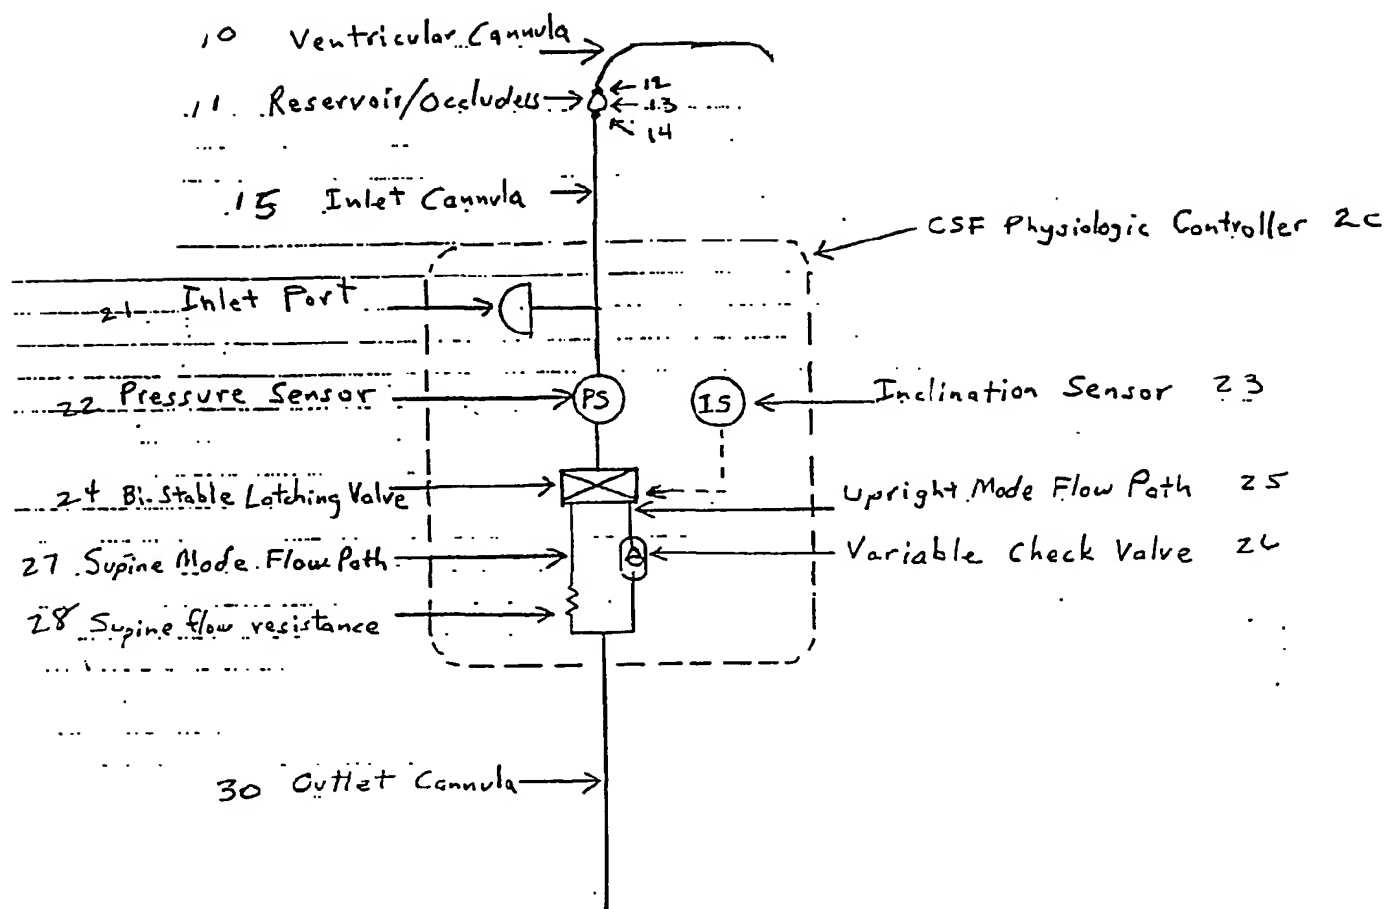 10 Ventricular Cannula
12
11 Reservoir/Occluders
13
14
15 Inlet Cannula
CSF Physiologic Controller 20
21 Inlet Port
22 Pressure Sensor
PS
IS
Inclination Sensor 23
24 Bi-Stable Latching Valve
Upright Mode Flow Path 25
27 Supine Mode Flow Path
Variable Check Valve 26
28 Supine flow resistance
30 Outlet Cannula